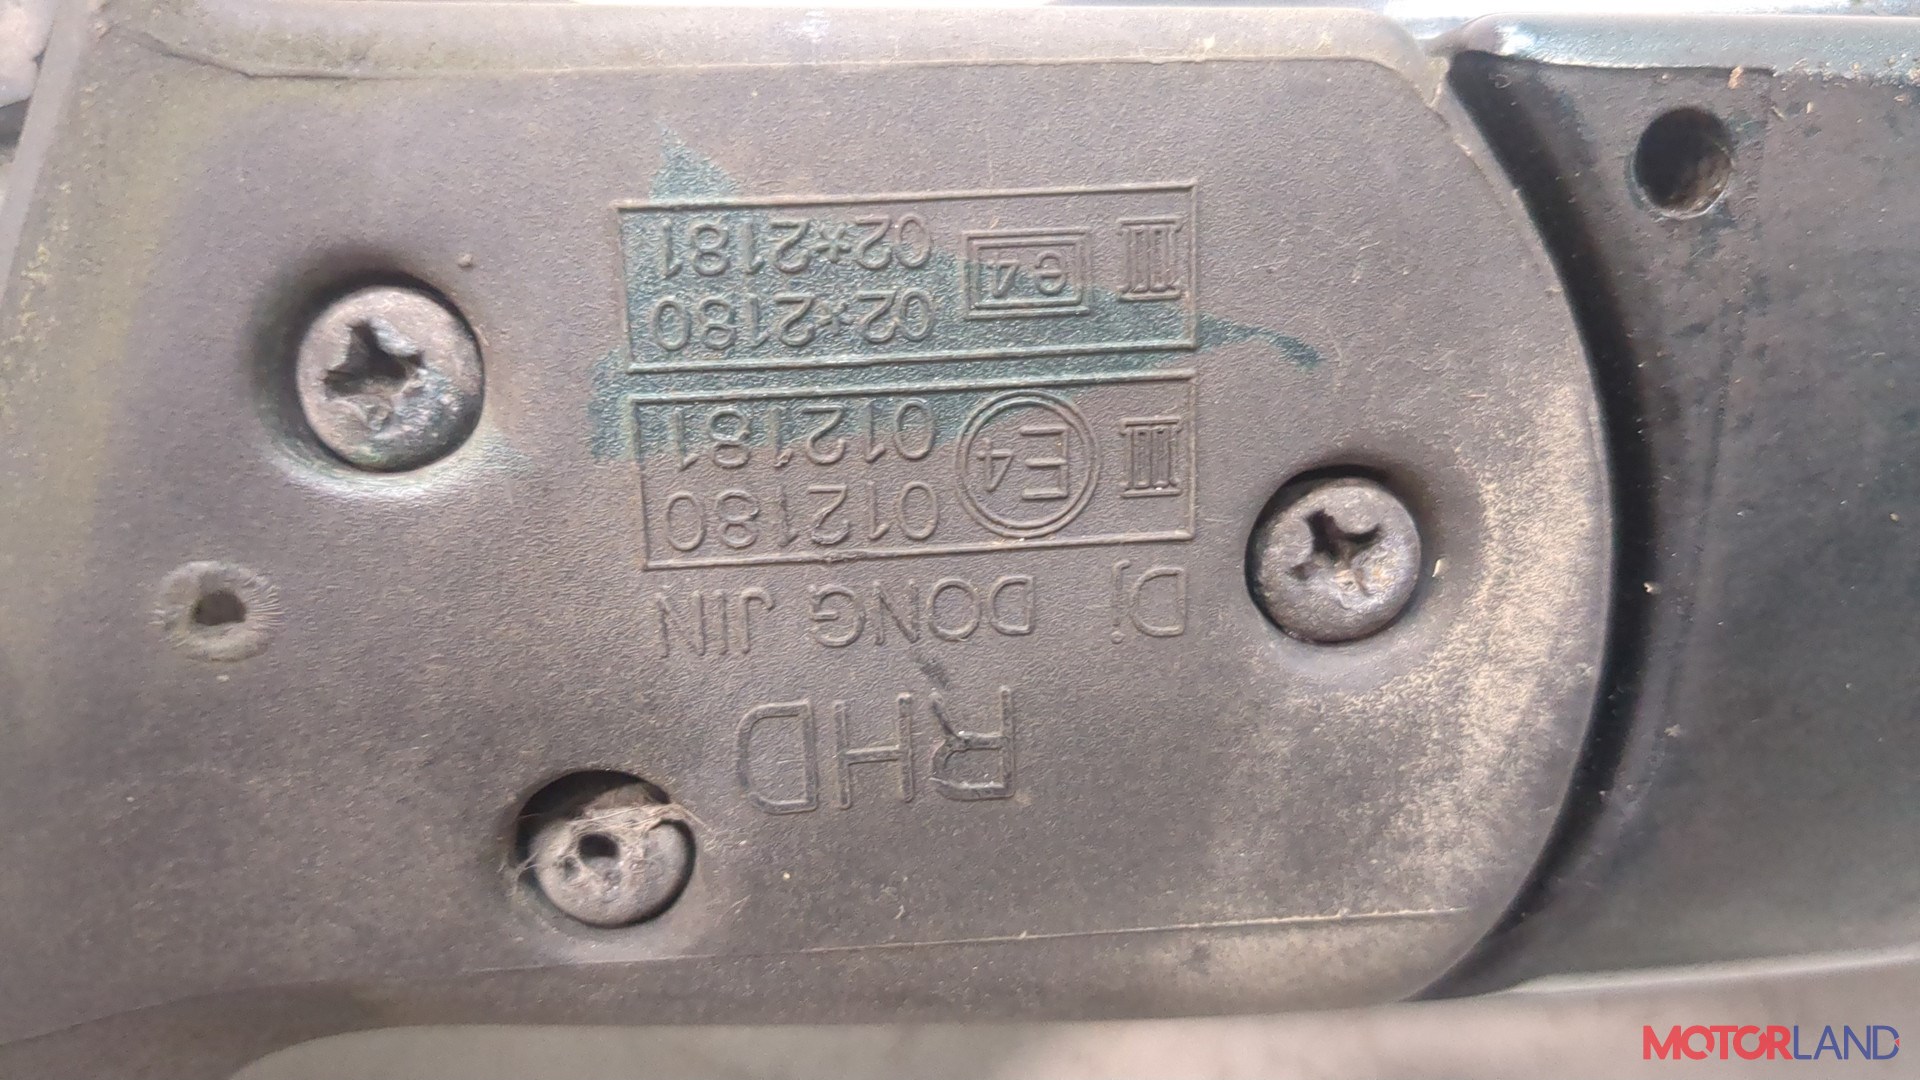 RHD
Dj DONG JIN
III E4 012180
012181
III e4 02*2180
02*2181
MOTORLAND